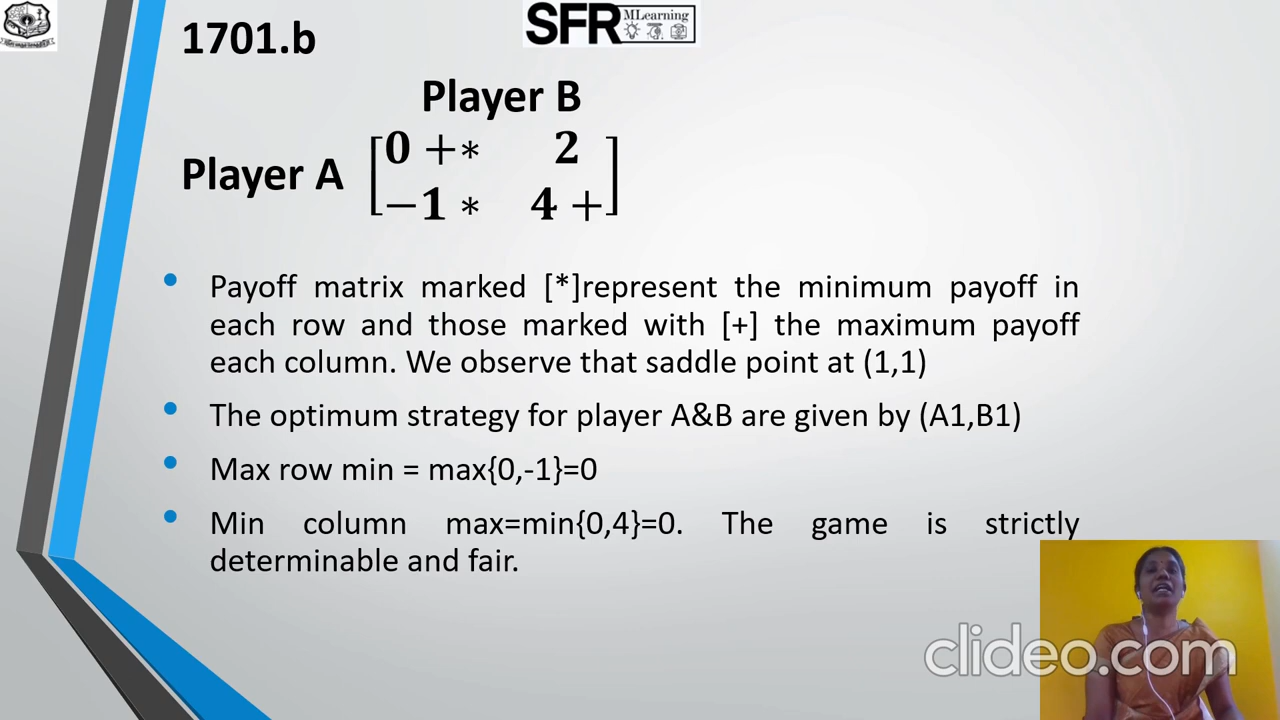 SFR MLearning
1701.b
Player B
Player A [0 +* 2
−1 * 4 +]
• Payoff matrix marked [*]represent the minimum payoff in
each row and those marked with [+] the maximum payoff
each column. We observe that saddle point at (1,1)
• The optimum strategy for player A&B are given by (A1,B1)
• Max row min = max{0,-1}=0
• Min column max=min{0,4}=0. The game is strictly
determinable and fair.
clideo.com